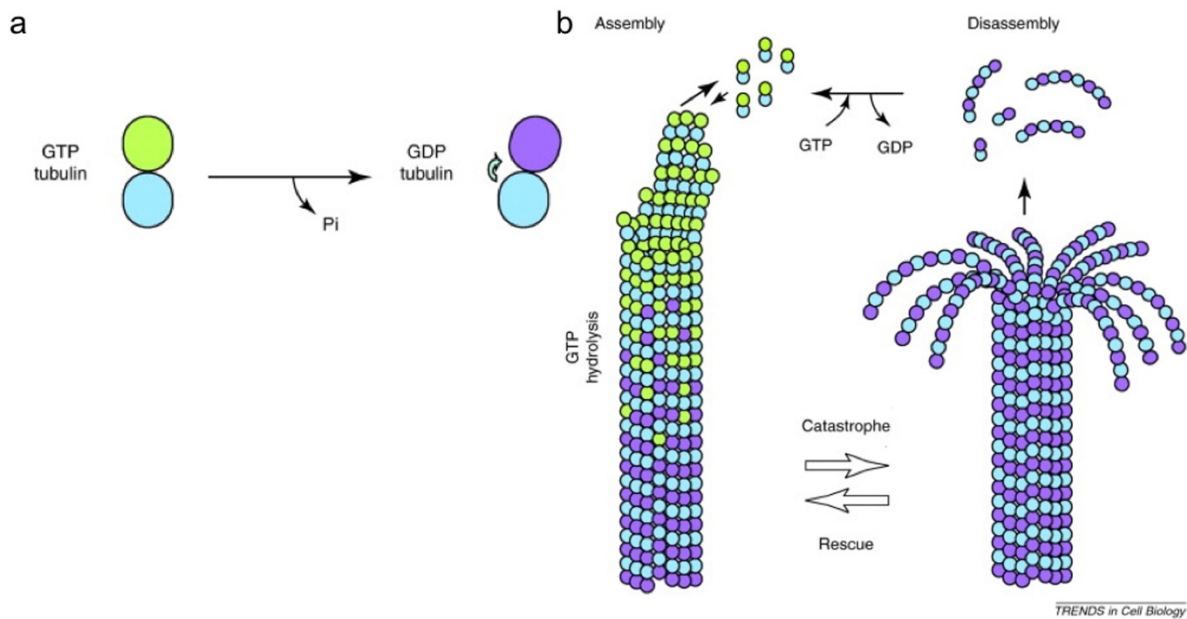 a
GTP
tubulin
Pi
GDP
tubulin
b
Assembly
Disassembly
GTP
GDP
GTP
hydrolysis
Catastrophe
Rescue
TRENDS in Cell Biology